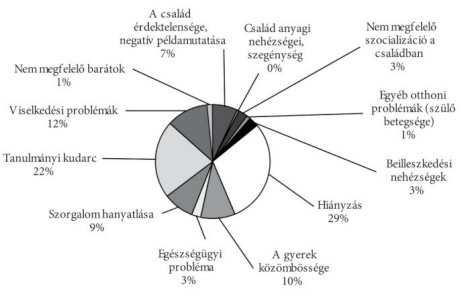 A család
érdektelensége,
negatív példamutatása
7%
Család anyagi
nehézségei,
szegénység
0%
Nem megfelelő
szocializáció a
családban
3%
Egyéb otthoni
problémák (szülő
betegsége)
1%
Beilleszkedési
nehézségek
3%
Hiányzás
29%
A gyerek
közömbössége
10%
Egészségügyi
probléma
3%
Szorgalom hanyatlása
9%
Tanulmányi kudarc
22%
Viselkedési problémák
12%
Nem megfelelő barátok
1%